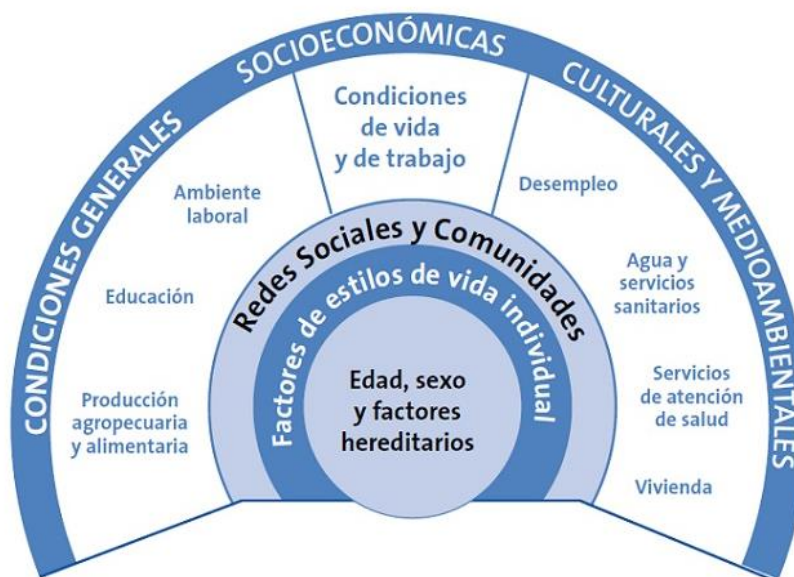 CONDICIONES GENERALES SOCIOECONÓMICAS CULTURALES Y MEDIOAMBIENTALES
Condiciones
de vida
y de trabajo
Ambiente
laboral
Educación
Producción
agropecuaria
y alimentaria
Desempleo
Agua y
servicios
sanitarios
Servicios
de atención
de salud
Vivienda
Redes Sociales y Comunidades
Factores de estilos de vida individual
Edad, sexo
y factores
hereditarios